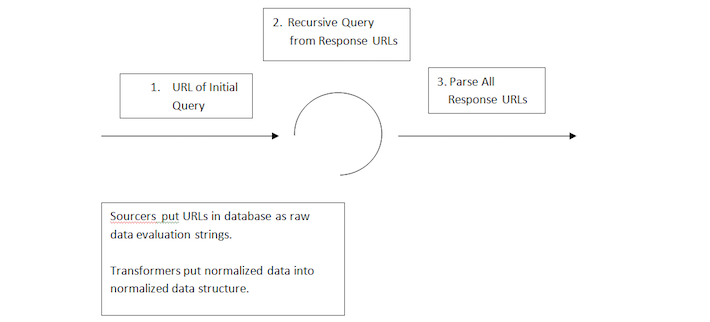 2. Recursive Query
from Response URLs
1. URL of Initial
Query
3. Parse All
Response URLs
Sourcers put URLs in database as raw
data evaluation strings.
Transformers put normalized data into
normalized data structure.